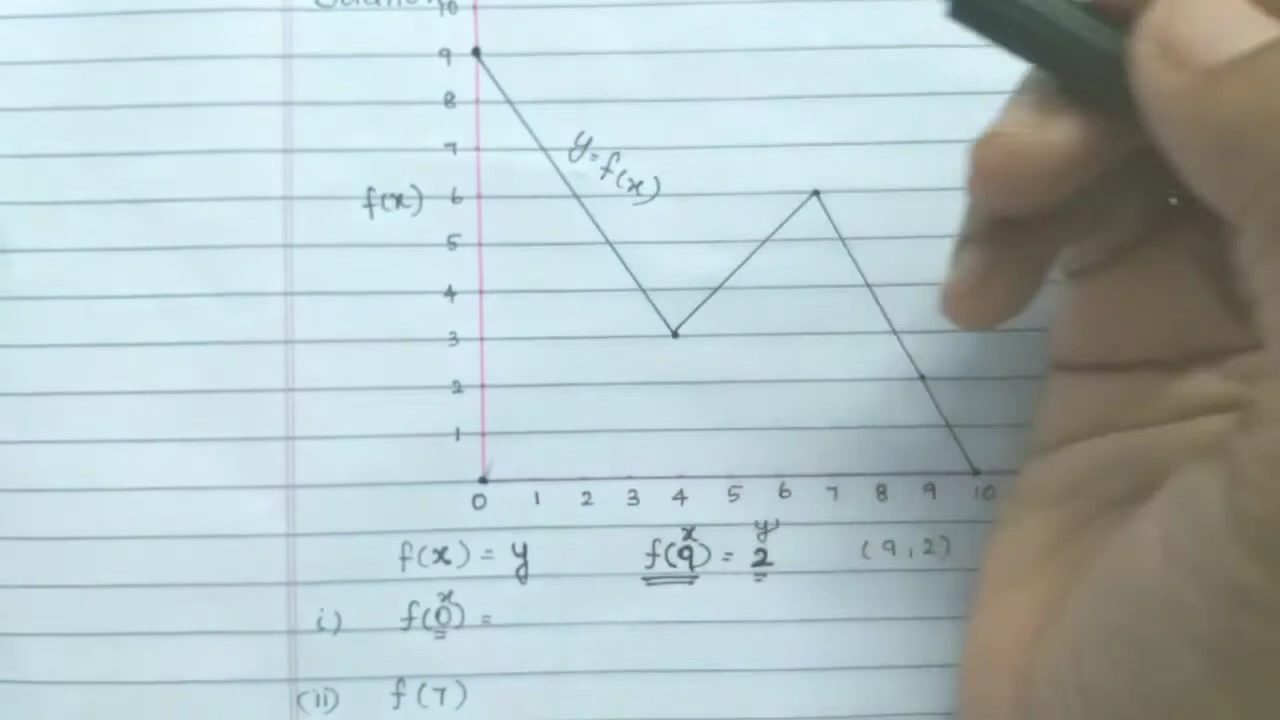 10
9
8
7
y=f(x)
f(x) 6
5
4
3
2
1
0 1 2 3 4 5 6 7 8 9 10
x y
f(x) = y f(9) = 2 (9,2)
x
i) f(0) =
(ii) f(7)